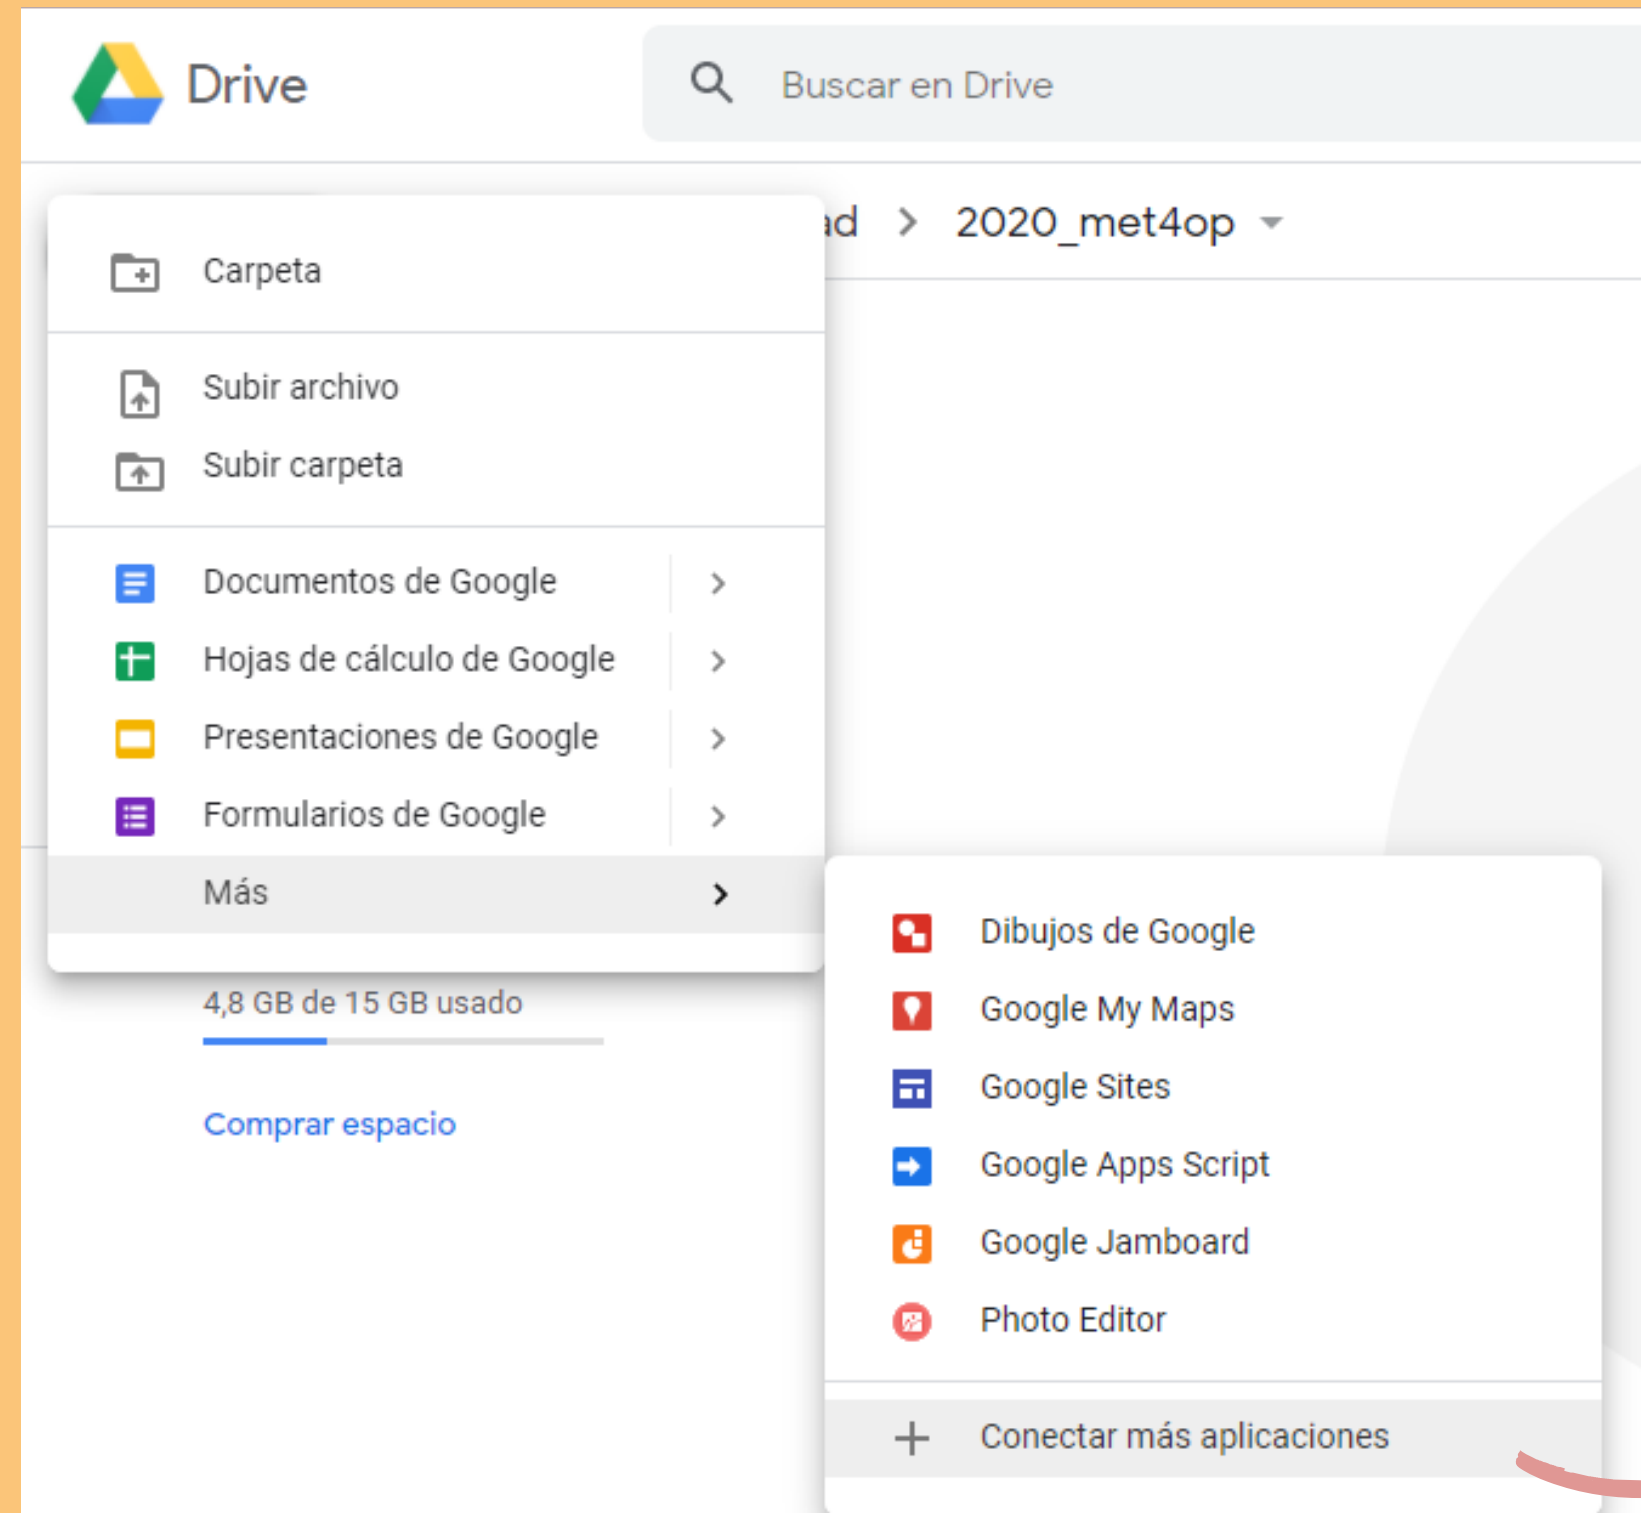 Drive
Buscar en Drive
2020_met4op
Carpeta
Subir archivo
Subir carpeta
Documentos de Google
Hojas de cálculo de Google
Presentaciones de Google
Formularios de Google
Más
4,8 GB de 15 GB usado
Comprar espacio
Dibujos de Google
Google My Maps
Google Sites
Google Apps Script
Google Jamboard
Photo Editor
Conectar más aplicaciones